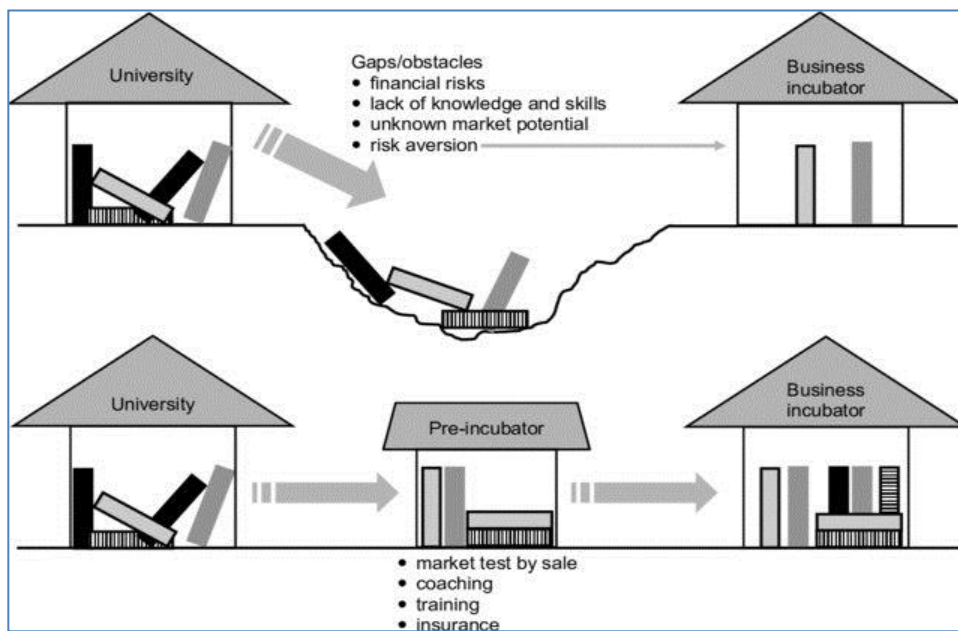 University
Gaps/obstacles
• financial risks
• lack of knowledge and skills
• unknown market potential
• risk aversion
Business
incubator
University
Pre-incubator
Business
incubator
• market test by sale
• coaching
• training
• insurance